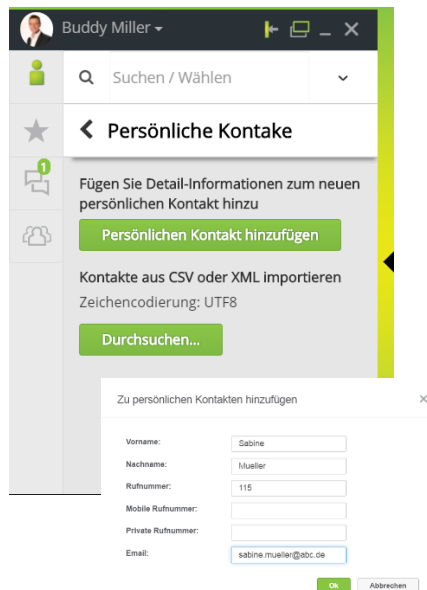 Buddy Miller
Suchen / Wählen
Persönliche Kontake
1
Fügen Sie Detail-Informationen zum neuen
persönlichen Kontakt hinzu
Persönlichen Kontakt hinzufügen
Kontakte aus CSV oder XML importieren
Zeichencodierung: UTF8
Durchsuchen...
Zu persönlichen Kontakten hinzufügen
Vorname: Sabine
Nachname: Mueller
Rufnummer: 115
Mobile Rufnummer:
Private Rufnummer:
Email: sabine.mueller@abc.de
Ok Abbrechen